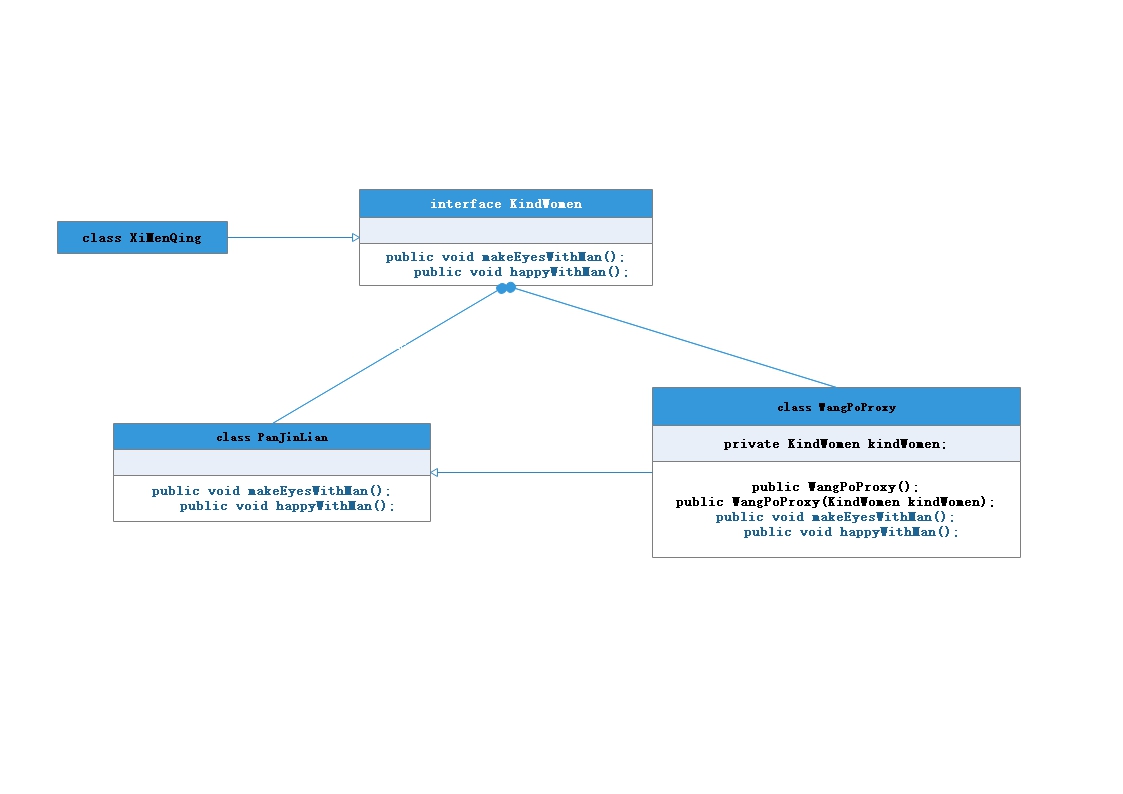 interface KindWomen
class XiMenQing
public void makeEyesWithMan();
public void happyWithMan();
class WangPoProxy
private KindWomen kindWomen;
class PanJinLian
public void makeEyesWithMan();
public void happyWithMan();
public WangPoProxy();
public WangPoProxy(KindWomen kindWomen);
public void makeEyesWithMan();
public void happyWithMan();